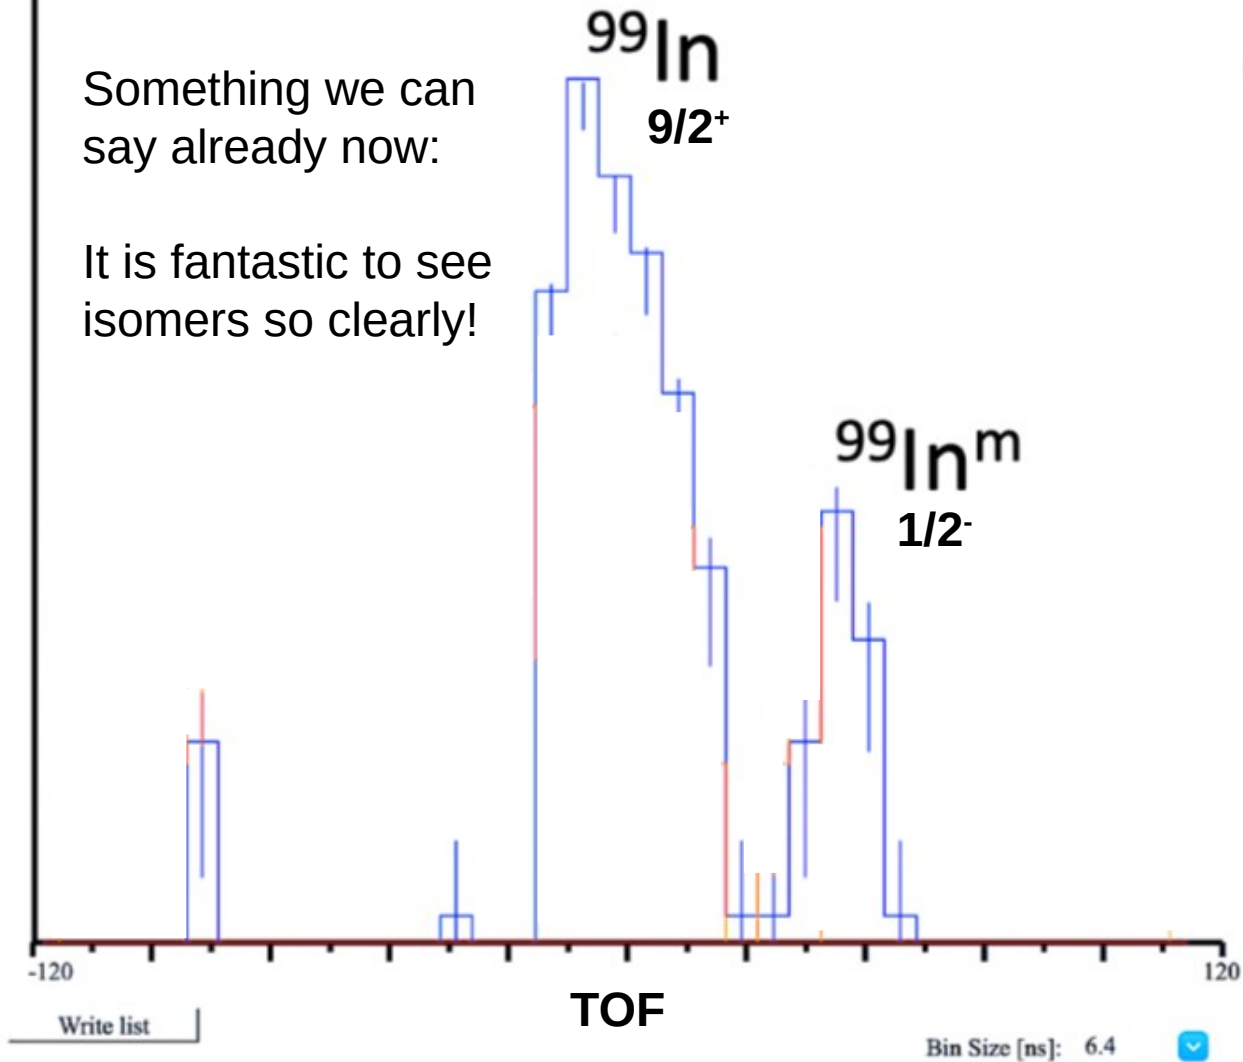 ⁹⁹In
9/2⁺
Something we can
say already now:
It is fantastic to see
isomers so clearly!
⁹⁹Inᵐ
1/2⁻
-120
120
TOF
Write list
Bin Size [ns]: 6.4